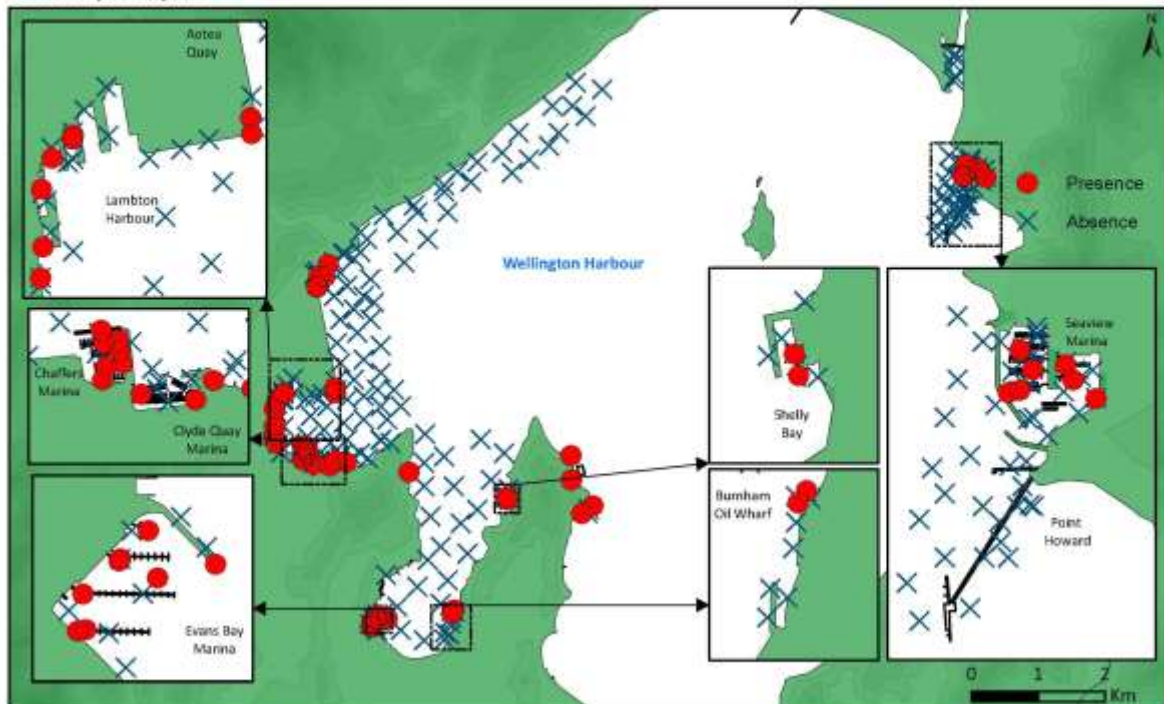 Aotea
Quay
N
Lambton
Harbour
Presence
Absence
Wellington Harbour
Chaffers
Marina
Clyde Quay
Marina
Seaview
Marina
Shelly
Bay
Burnham
Oil Wharf
Point
Howard
Evans Bay
Marina
0 1 2
Km